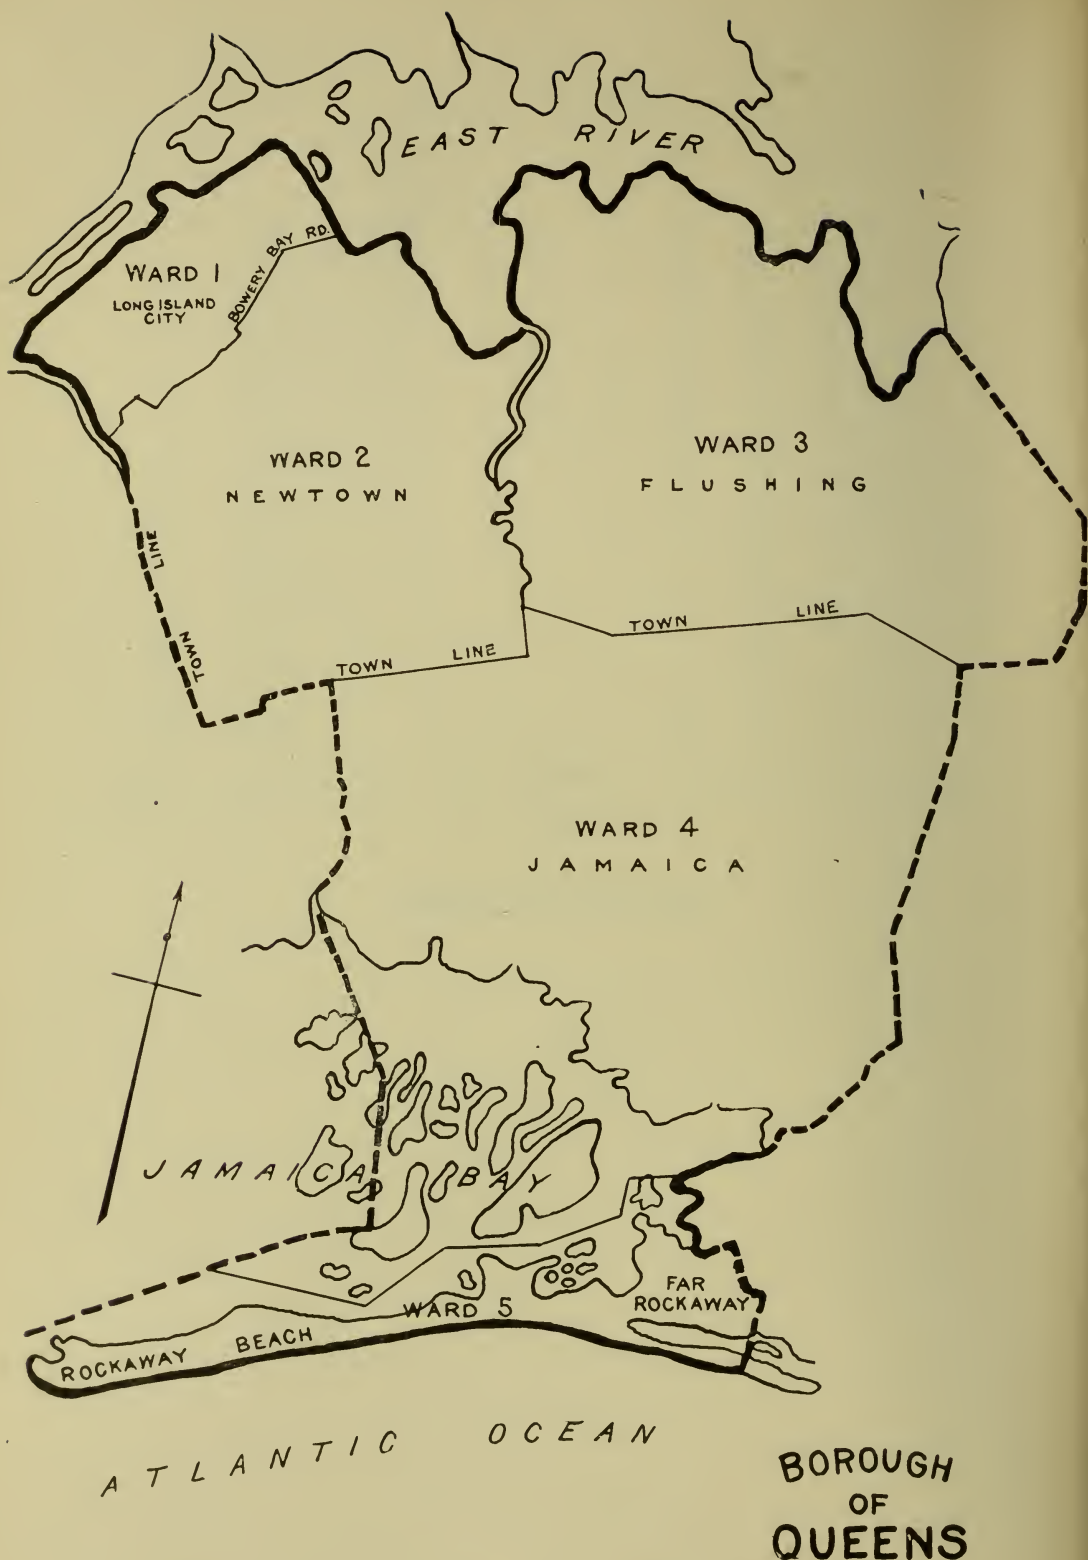 EAST RIVER
BOWERY BAY RD.
WARD 1
LONG ISLAND
CITY
WARD 2
NEWTOWN
WARD 3
FLUSHING
TOWN LINE
TOWN LINE
TOWN LINE
WARD 4
JAMAICA
JAMAICA BAY
FAR
ROCKAWAY
WARD 5
ROCKAWAY BEACH
ATLANTIC OCEAN
BOROUGH
OF
QUEENS